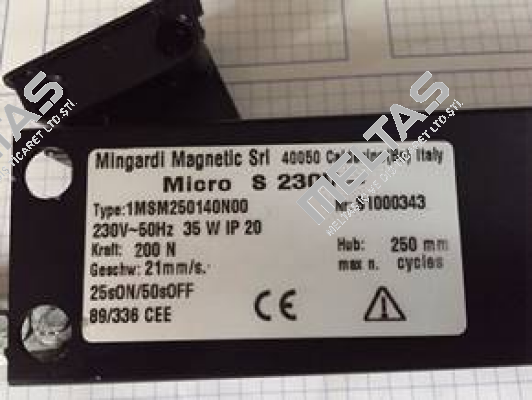 Mingardi Magnetic Srl 40050 Italy
Micro S
Type:1MSM250140N00
230V~50Hz 35 W IP 20
Kraft: 200 N
Hub: 250 mm
Geschw: 21mm/s.
max n. cycles
25sON/50sOFF
CE
89/336 CEE
MELTAS